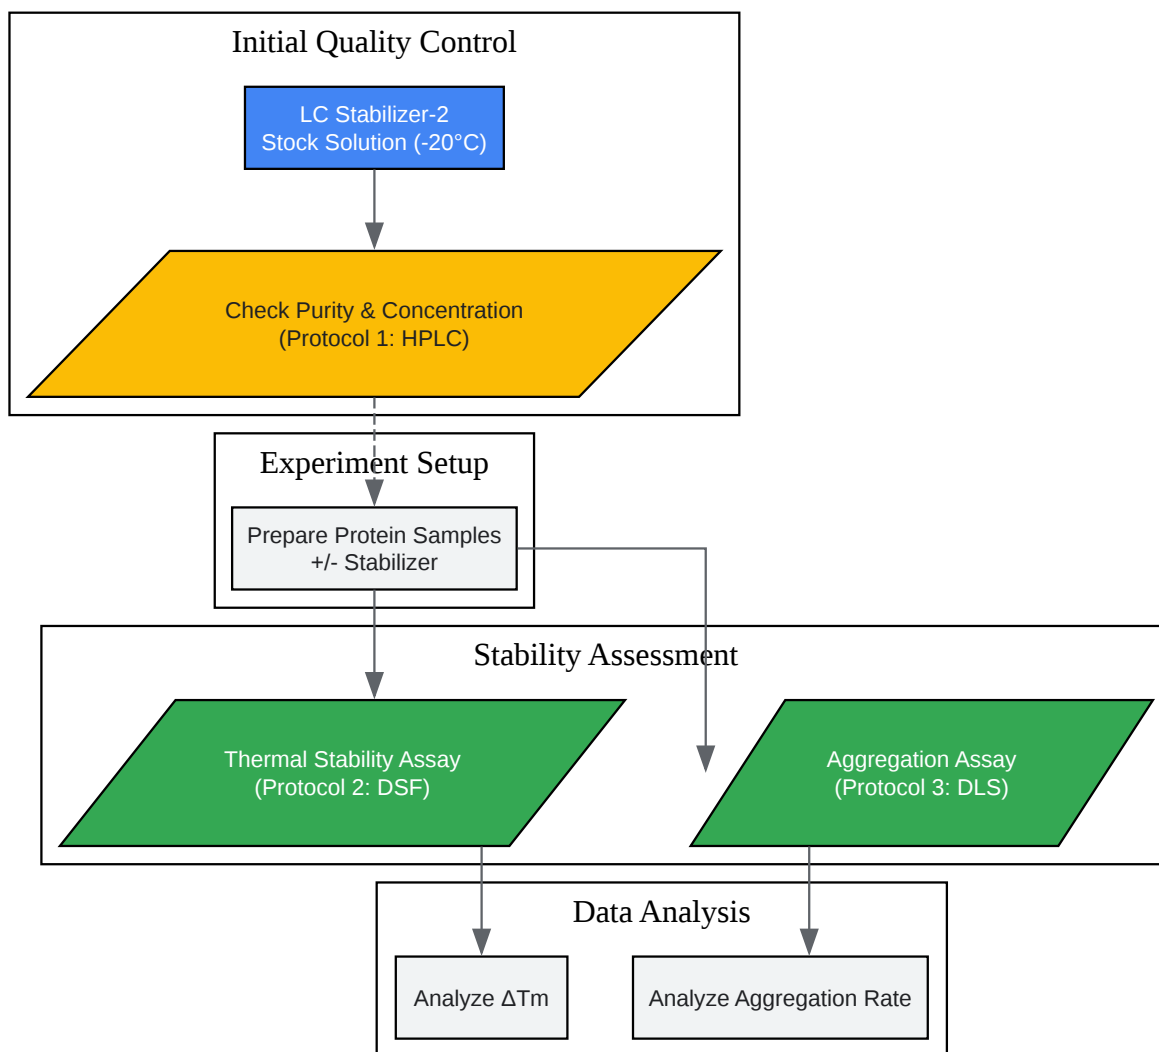 Initial Quality Control
LC Stabilizer-2
Stock Solution (-20°C)
Check Purity & Concentration
(Protocol 1: HPLC)
Experiment Setup
Prepare Protein Samples
+/- Stabilizer
Stability Assessment
Thermal Stability Assay
(Protocol 2: DSF)
Aggregation Assay
(Protocol 3: DLS)
Data Analysis
Analyze ΔTm
Analyze Aggregation Rate